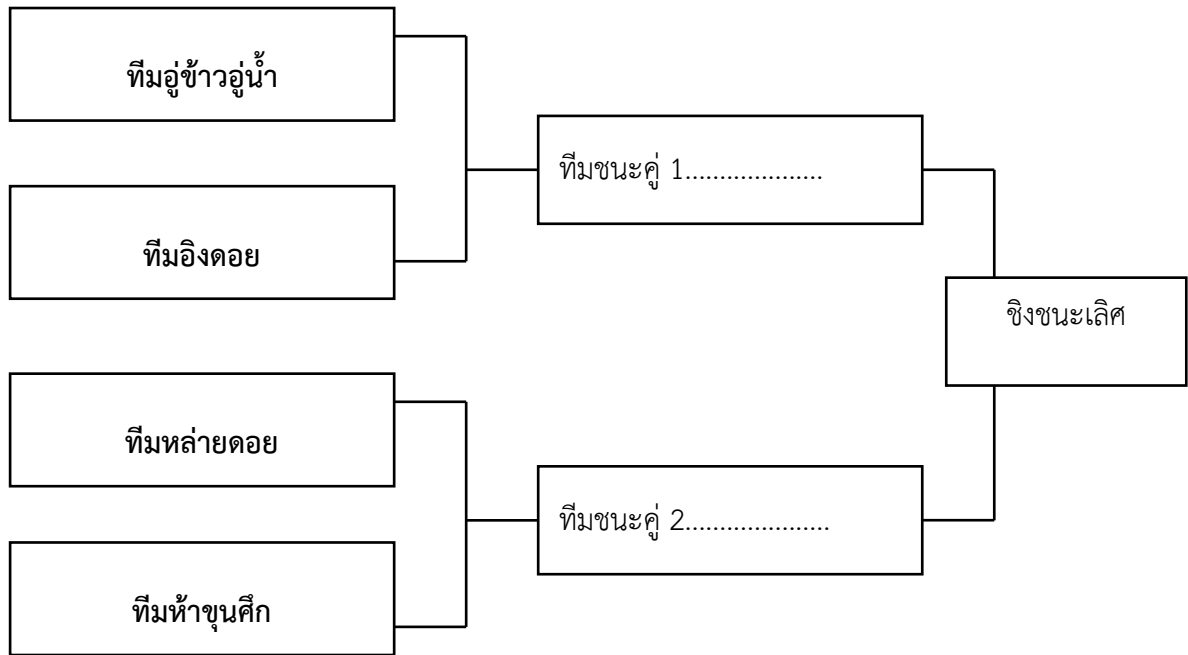 ทีมอู่ข้าวอู่น้ำ
ทีมอิงดอย
ทีมหล่ายดอย
ทีมห้าขุนศึก
ทีมชนะคู่ 1...................
ทีมชนะคู่ 2....................
ชิงชนะเลิศ